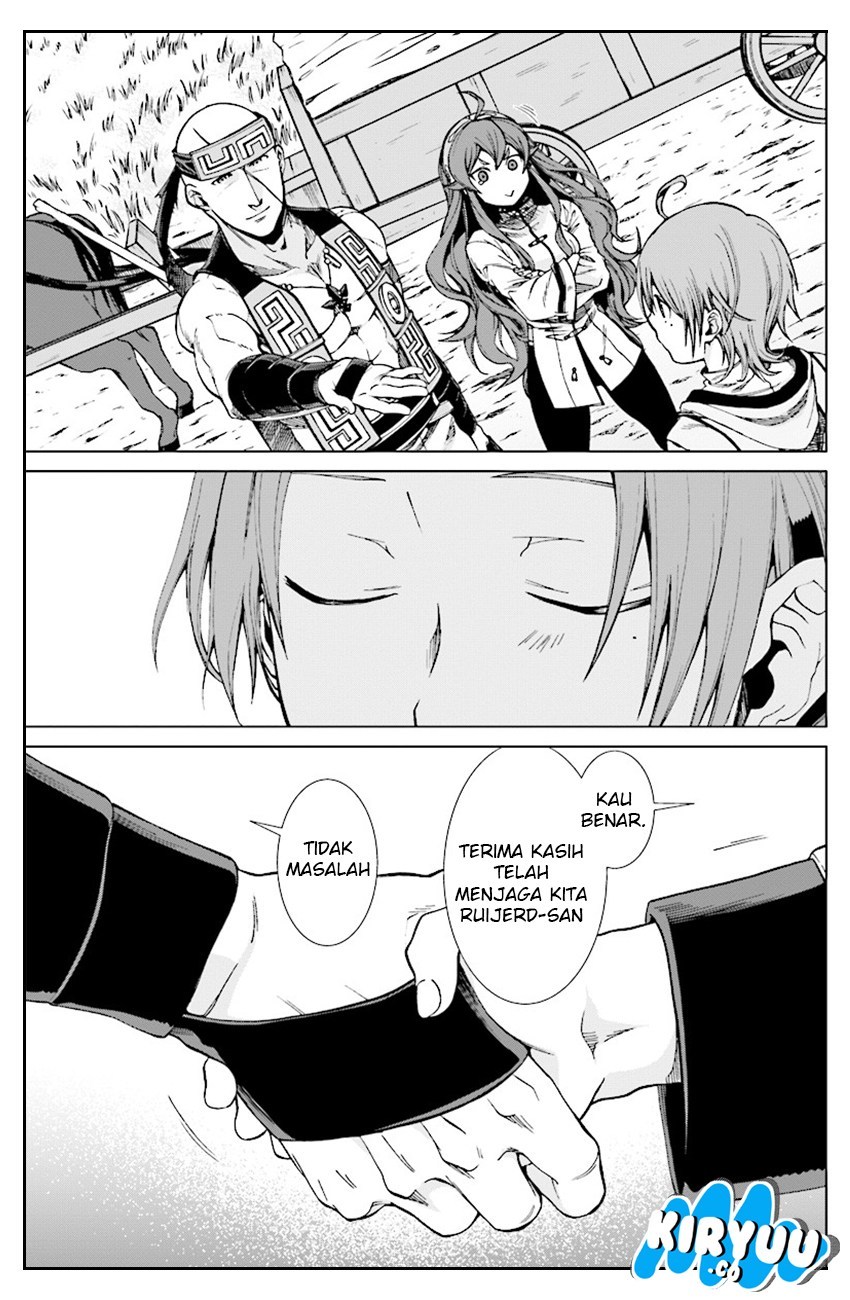 KAU
BENAR.
TERIMA KASIH
TELAH
MENJAGA KITA
RUIJERD-SAN
TIDAK
MASALAH
KIRYUU
.CO